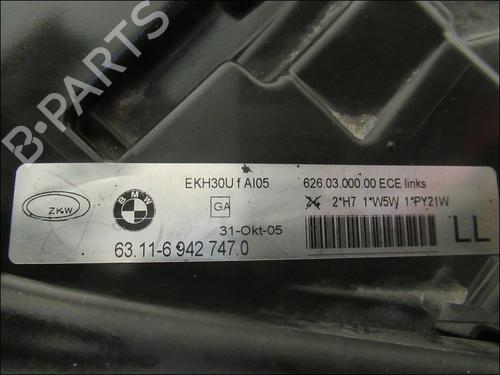 B-PARTS
EKH30U f AI05 626.03.000.00 ECE links
ZKW BMW GA 2*H7 1*W5W 1*PY21W
31-Okt-05 LL
63.11-6 942 747.0